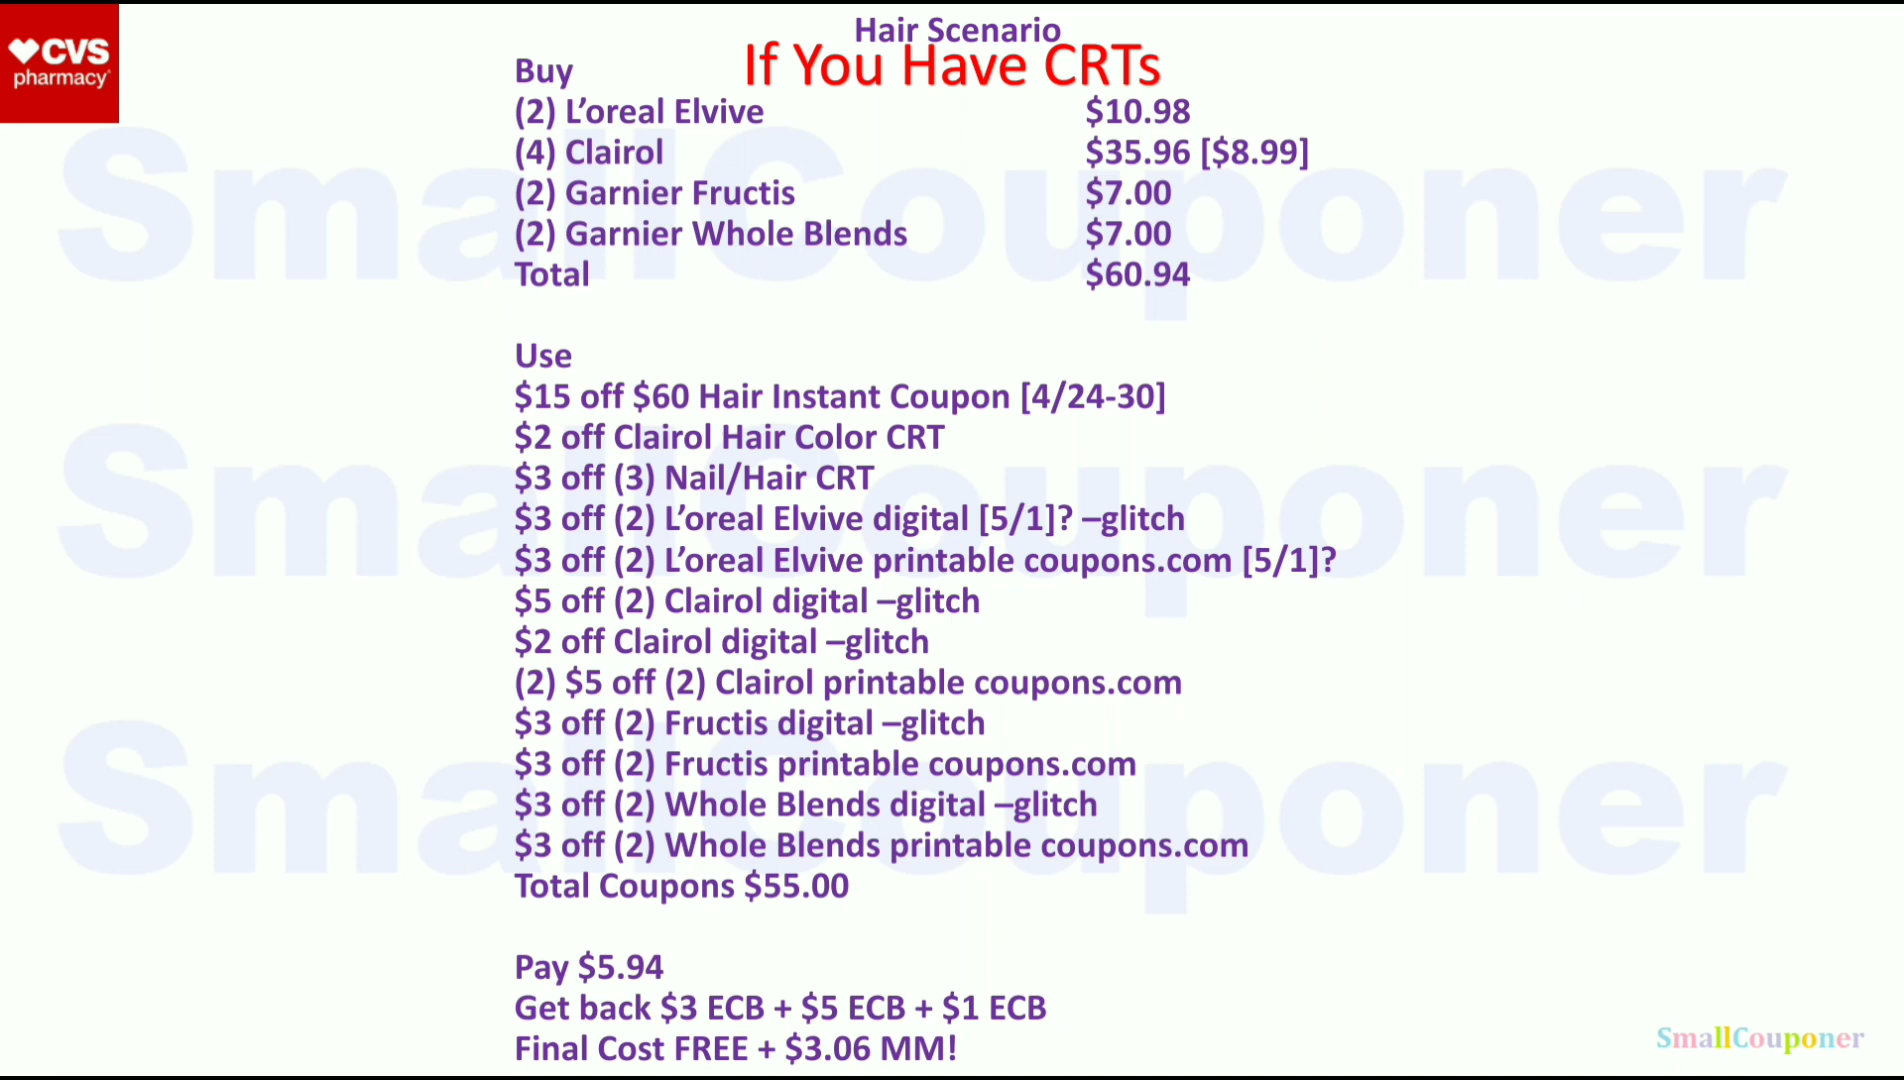 CVS
pharmacy
Hair Scenario
If You Have CRTs
Buy
(2) L'oreal Elvive $10.98
(4) Clairol $35.96 [$8.99]
(2) Garnier Fructis $7.00
(2) Garnier Whole Blends $7.00
Total $60.94
Use
$15 off $60 Hair Instant Coupon [4/24-30]
$2 off Clairol Hair Color CRT
$3 off (3) Nail/Hair CRT
$3 off (2) L'oreal Elvive digital [5/1]? –glitch
$3 off (2) L'oreal Elvive printable coupons.com [5/1]?
$5 off (2) Clairol digital –glitch
$2 off Clairol digital –glitch
(2) $5 off (2) Clairol printable coupons.com
$3 off (2) Fructis digital –glitch
$3 off (2) Fructis printable coupons.com
$3 off (2) Whole Blends digital –glitch
$3 off (2) Whole Blends printable coupons.com
Total Coupons $55.00
Pay $5.94
Get back $3 ECB + $5 ECB + $1 ECB
Final Cost FREE + $3.06 MM!
SmallCouponer
SmallCouponer
SmallCouponer
SmallCouponer